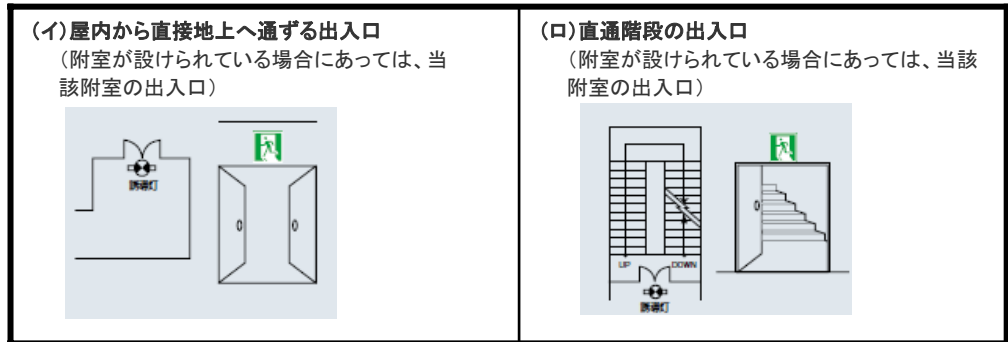 (イ)屋内から直接地上へ通ずる出入口
(附室が設けられている場合にあっては、当
該附室の出入口)
誘導灯
(ロ)直通階段の出入口
(附室が設けられている場合にあっては、当該
附室の出入口)
UP
DOWN
誘導灯